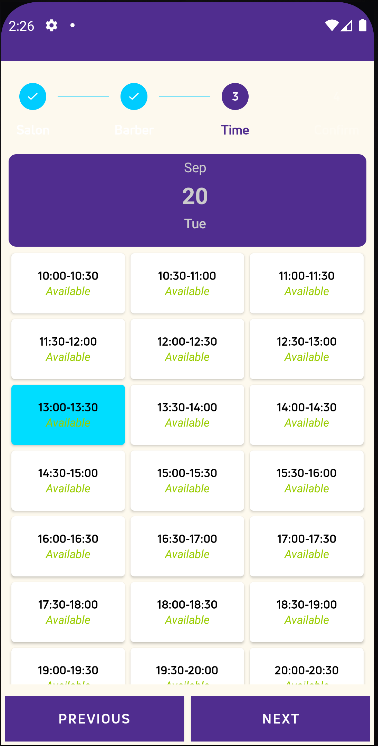 2:26
3
Salon
Barber
Time
Sep
20
Tue
10:00-10:30
Available
10:30-11:00
Available
11:00-11:30
Available
11:30-12:00
Available
12:00-12:30
Available
12:30-13:00
Available
13:00-13:30
Available
13:30-14:00
Available
14:00-14:30
Available
14:30-15:00
Available
15:00-15:30
Available
15:30-16:00
Available
16:00-16:30
Available
16:30-17:00
Available
17:00-17:30
Available
17:30-18:00
Available
18:00-18:30
Available
18:30-19:00
Available
19:00-19:30
Available
19:30-20:00
Available
20:00-20:30
Available
PREVIOUS
NEXT